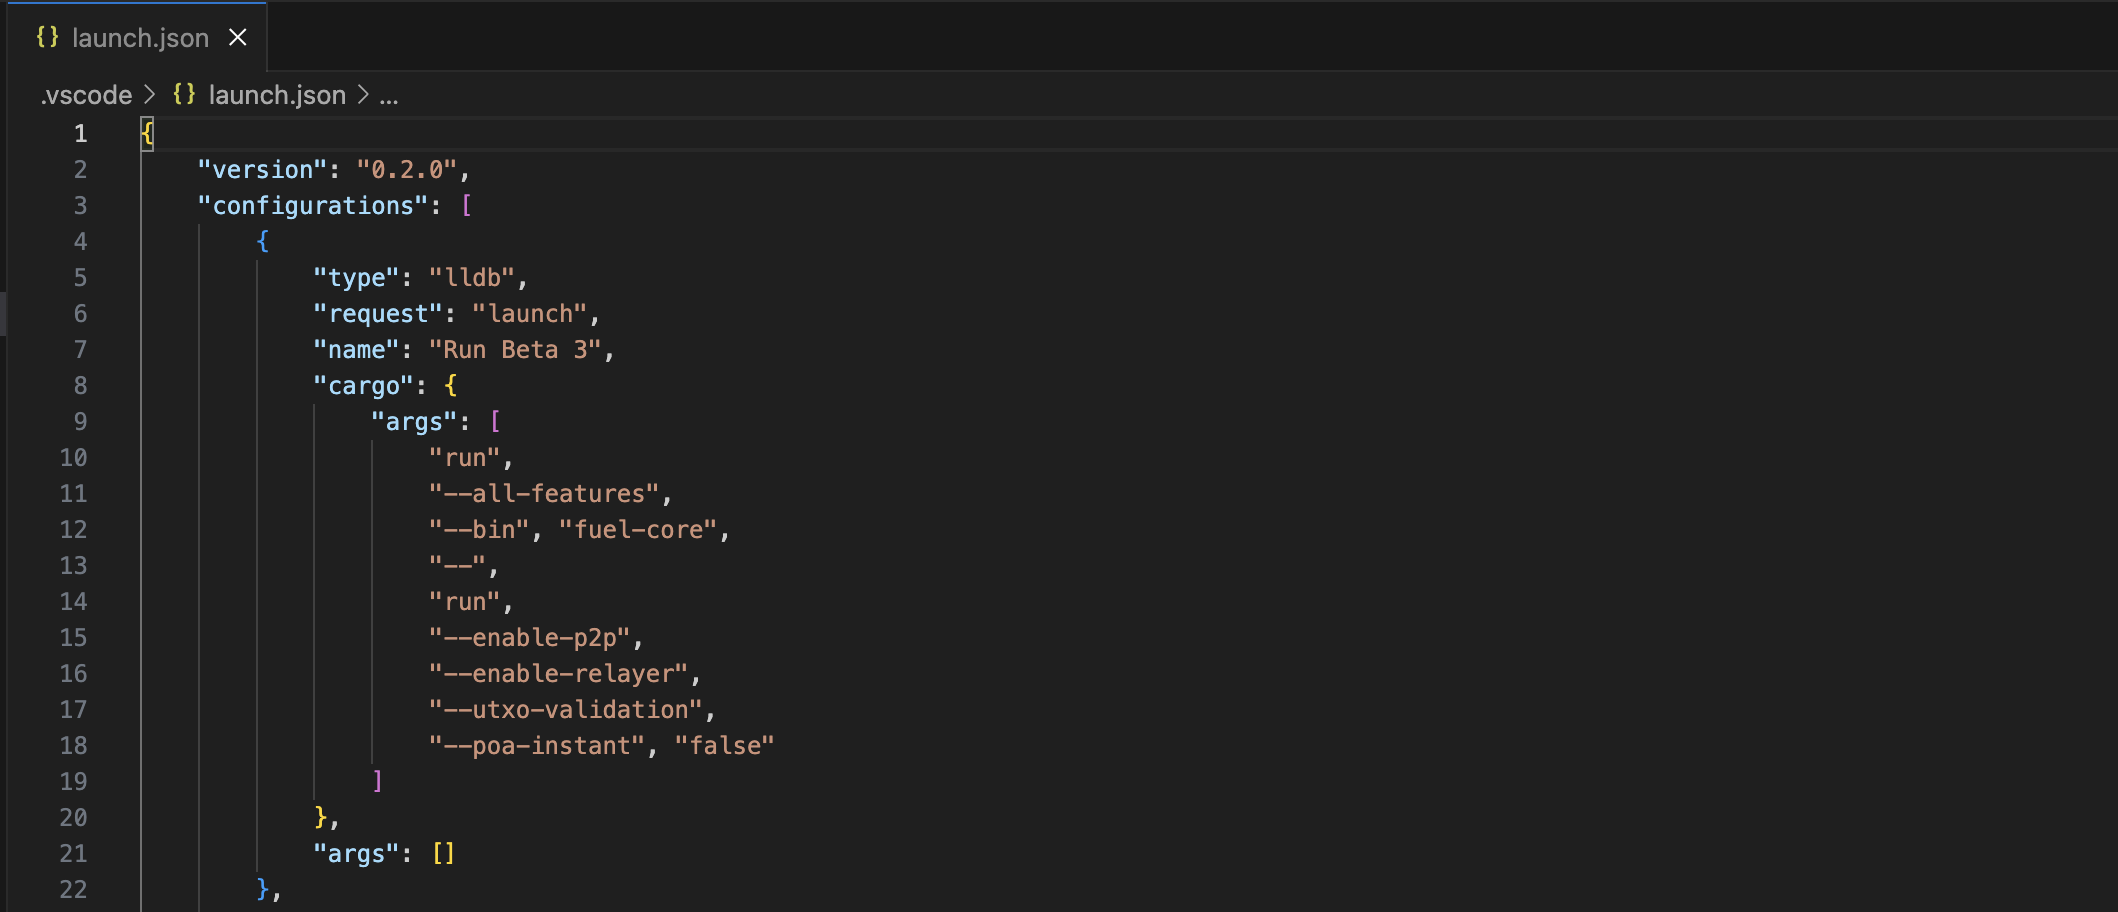 {} launch.json ×
.vscode > {} launch.json > ...
1 {
2     "version": "0.2.0",
3     "configurations": [
4         {
5             "type": "lldb",
6             "request": "launch",
7             "name": "Run Beta 3",
8             "cargo": {
9                 "args": [
10                     "run",
11                     "--all-features",
12                     "--bin", "fuel-core",
13                     "--",
14                     "run",
15                     "--enable-p2p",
16                     "--enable-relayer",
17                     "--utxo-validation",
18                     "--poa-instant", "false"
19                 ]
20             },
21             "args": []
22         },